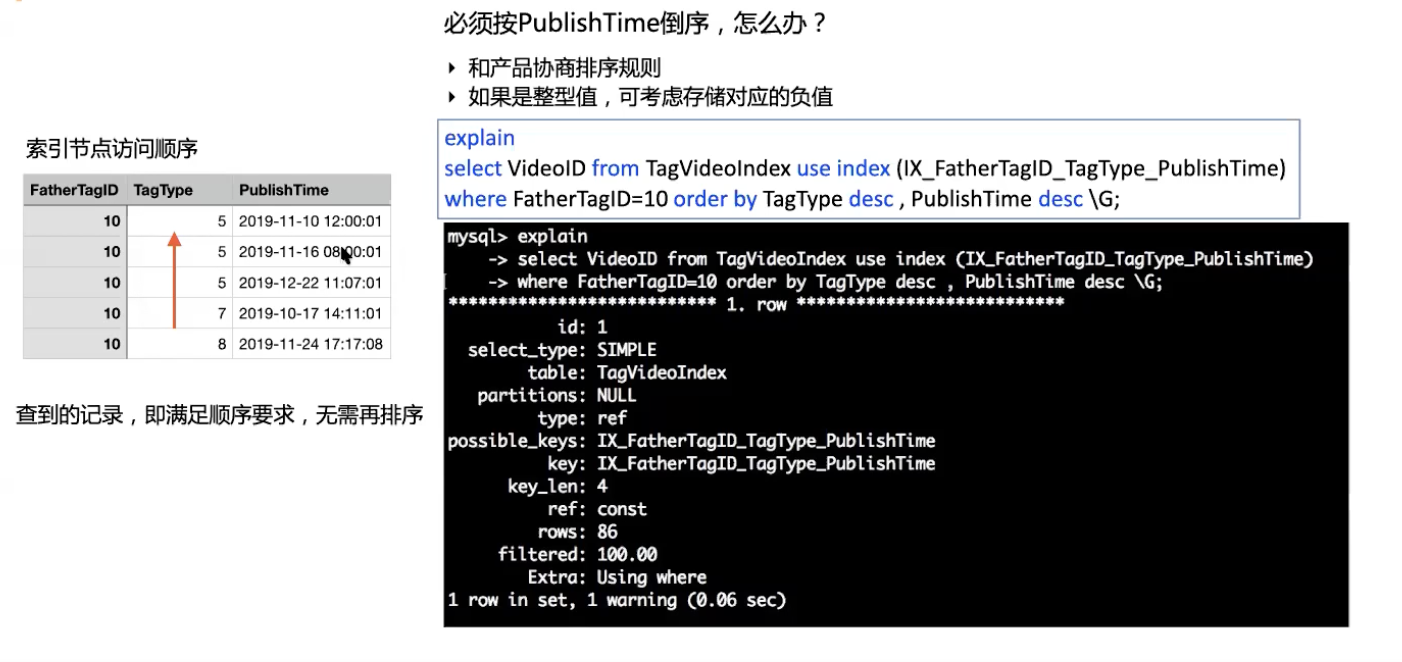 必须按PublishTime倒序，怎么办？
和产品协商排序规则
如果是整型值，可考虑存储对应的负值
索引节点访问顺序
FatherTagID TagType PublishTime
10 5 2019-11-10 12:00:01
10 5 2019-11-16 08:00:01
10 5 2019-12-22 11:07:01
10 7 2019-10-17 14:11:01
10 8 2019-11-24 17:17:08
查到的记录，即满足顺序要求，无需再排序
explain
select VideoID from TagVideoIndex use index (IX_FatherTagID_TagType_PublishTime)
where FatherTagID=10 order by TagType desc , PublishTime desc \G;
mysql> explain
-> select VideoID from TagVideoIndex use index (IX_FatherTagID_TagType_PublishTime)
-> where FatherTagID=10 order by TagType desc , PublishTime desc \G;
*************************** 1. row ***************************
id: 1
select_type: SIMPLE
table: TagVideoIndex
partitions: NULL
type: ref
possible_keys: IX_FatherTagID_TagType_PublishTime
key: IX_FatherTagID_TagType_PublishTime
key_len: 4
ref: const
rows: 86
filtered: 100.00
Extra: Using where
1 row in set, 1 warning (0.06 sec)